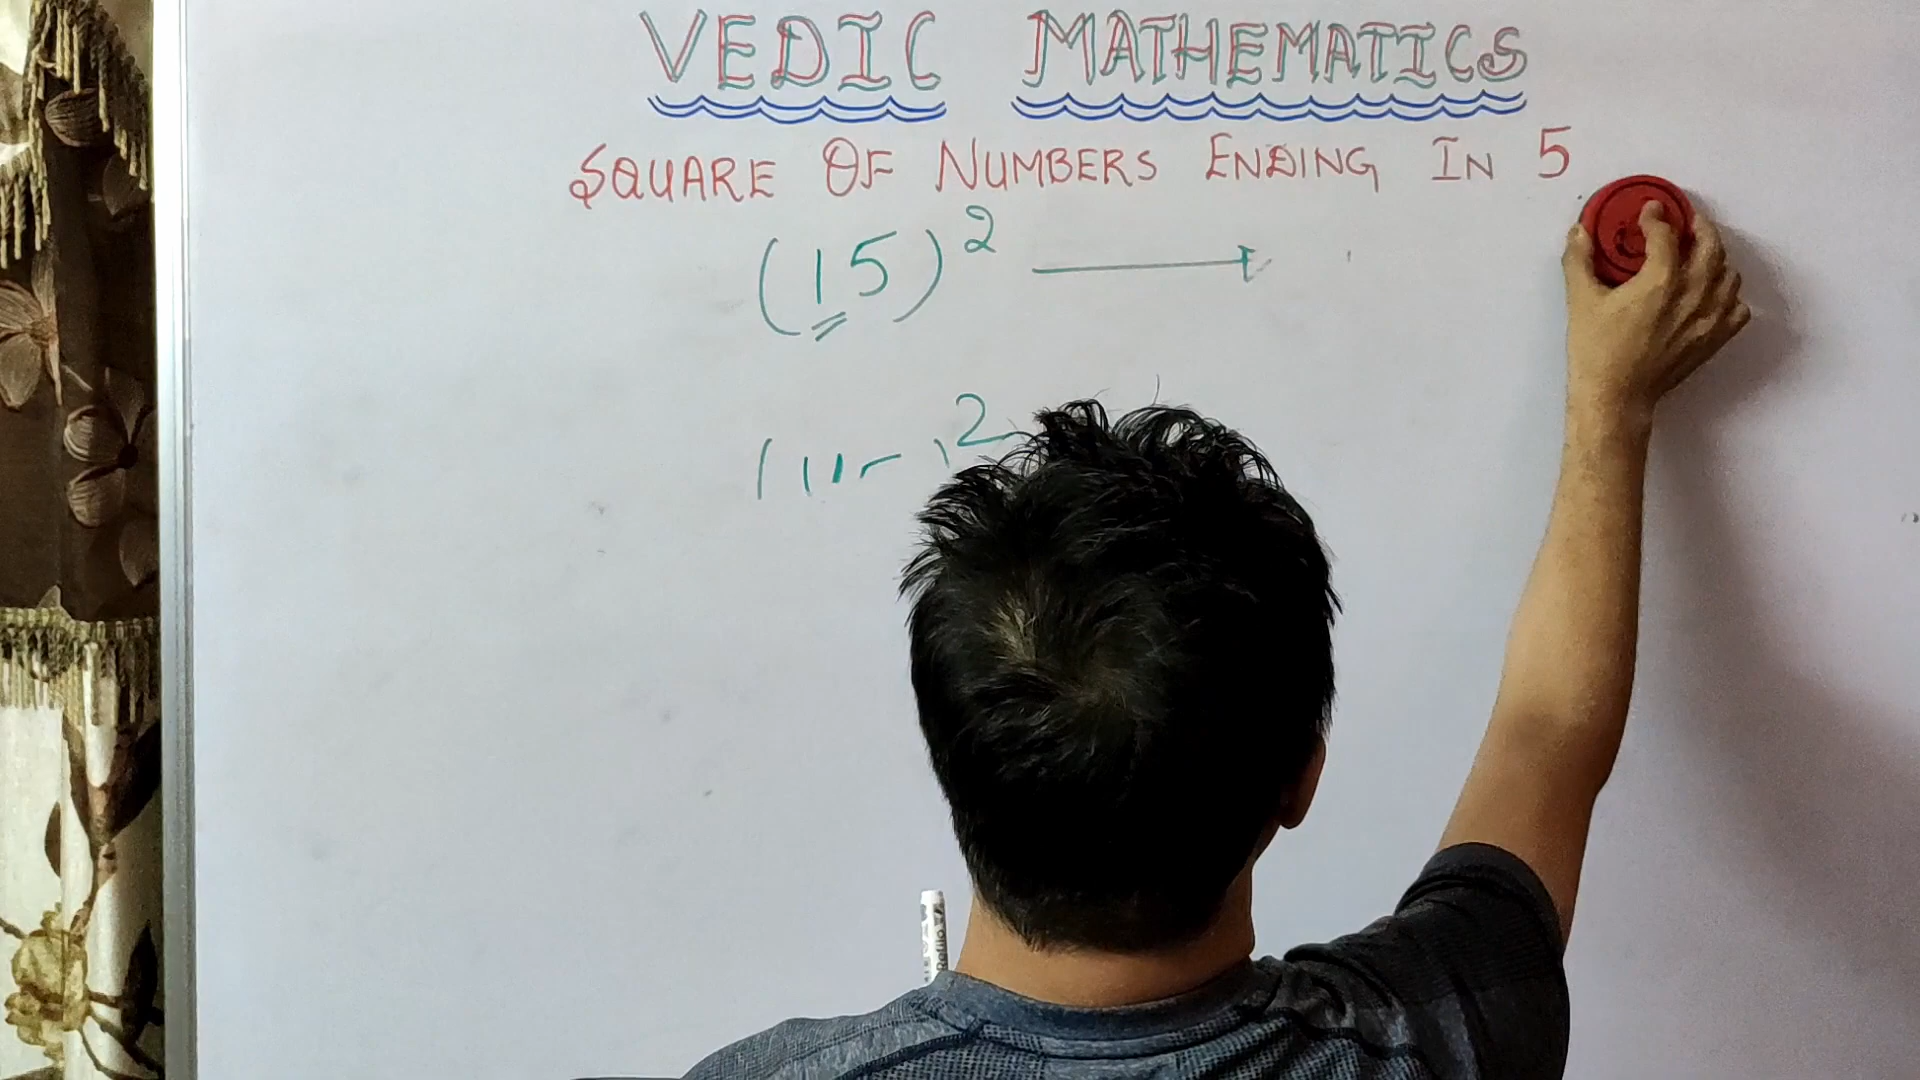 VEDIC MATHEMATICS
SQUARE OF NUMBERS ENDING IN 5
(15)² →